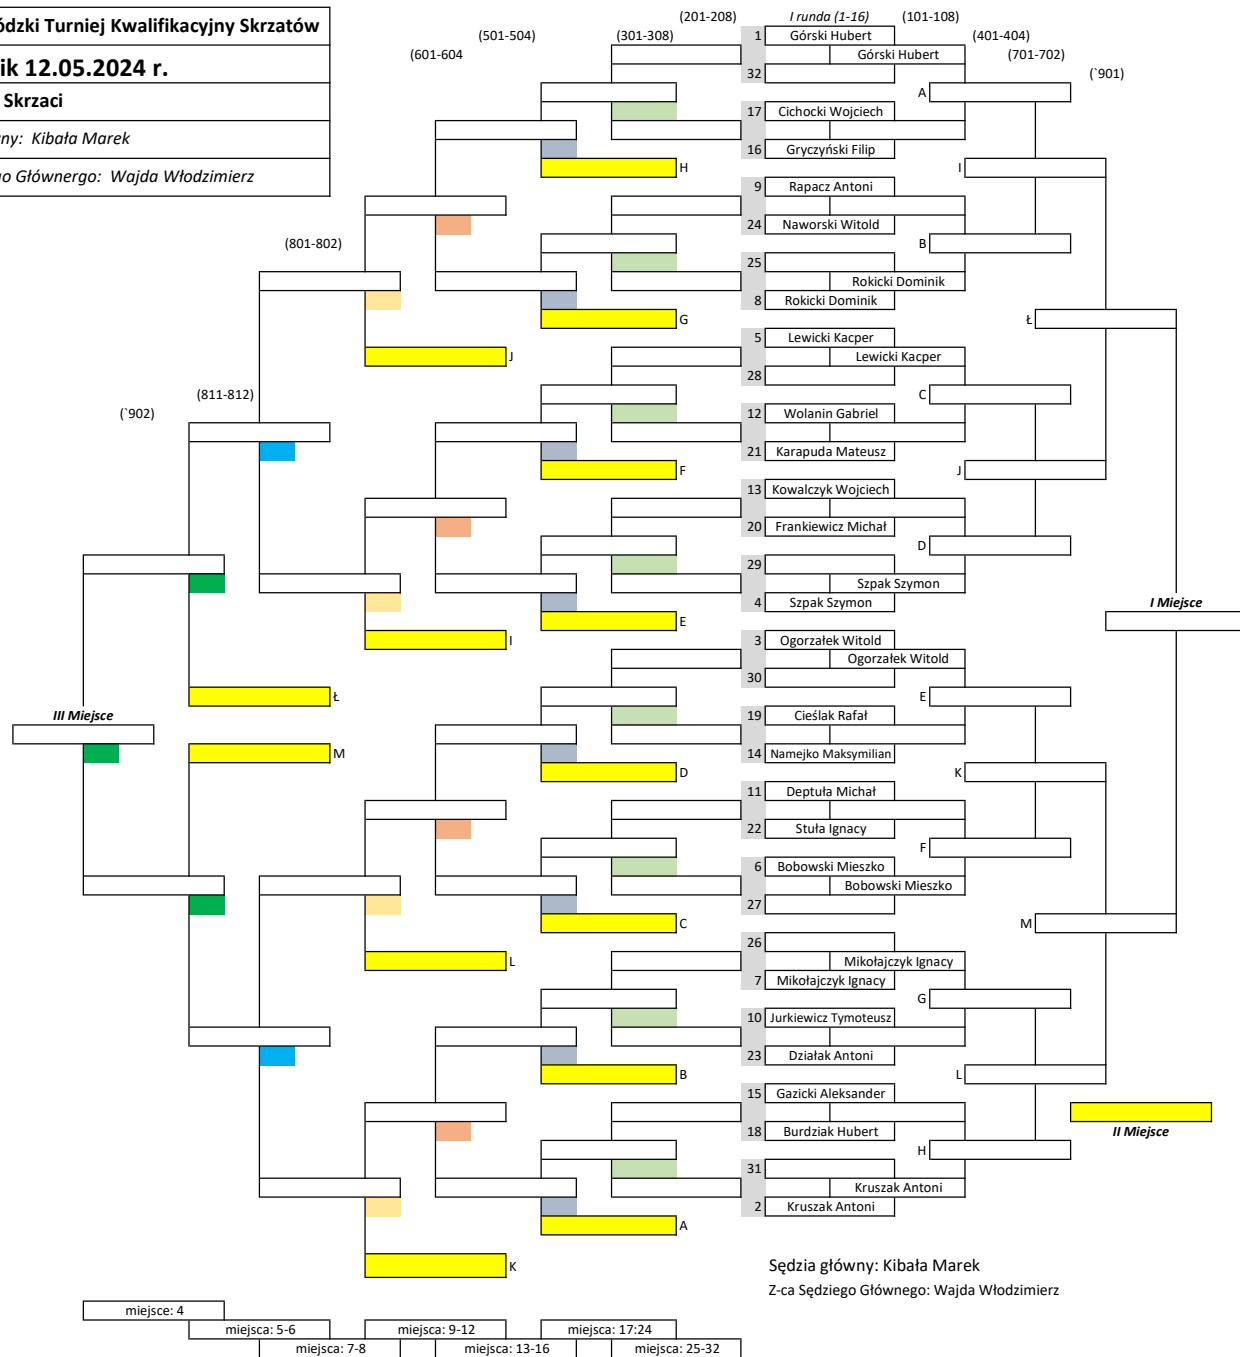 ódzki Turniej Kwalifikacyjny Skrzatów
ik 12.05.2024 r.
Skrzaci
ny: Kibała Marek
o Głównergo: Wajda Włodzimierz
(201-208) I runda (1-16) (101-108)
(501-504) (301-308) (401-404)
(601-604 (701-702)
(`901)
1 Górski Hubert
Górski Hubert
32
A
17 Cichocki Wojciech
16 Gryczyński Filip
H I
9 Rapacz Antoni
24 Naworski Witold
(801-802) B
25
Rokicki Dominik
8 Rokicki Dominik
G Ł
5 Lewicki Kacper
J Lewicki Kacper
28
(811-812) C
(`902) 12 Wolanin Gabriel
21 Karapuda Mateusz
F J
13 Kowalczyk Wojciech
20 Frankiewicz Michał
D
29
Szpak Szymon
4 Szpak Szymon
I Miejsce
E
I 3 Ogorzałek Witold
Ogorzałek Witold
30
Ł E
III Miejsce 19 Cieślak Rafał
M 14 Namejko Maksymilian
D K
11 Deptuła Michał
22 Stuła Ignacy
F
6 Bobowski Mieszko
Bobowski Mieszko
27
C M
26
L Mikołajczyk Ignacy
7 Mikołajczyk Ignacy
G
10 Jurkiewicz Tymoteusz
23 Działak Antoni
B L
15 Gazicki Aleksander
18 Burdziak Hubert II Miejsce
H
31
Kruszak Antoni
2 Kruszak Antoni
A
K Sędzia główny: Kibała Marek
Z-ca Sędziego Głównego: Wajda Włodzimierz
miejsce: 4
miejsca: 5-6 miejsca: 9-12 miejsca: 17:24
miejsca: 7-8 miejsca: 13-16 miejsca: 25-32